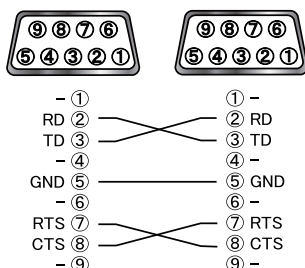 ⑨⑧⑦⑥ ⑨⑧⑦⑥
⑤④③②① ⑤④③②①
– ① ① –
RD ② ② RD
TD ③ ③ TD
– ④ ④ –
GND ⑤ ⑤ GND
– ⑥ ⑥ –
RTS ⑦ ⑦ RTS
CTS ⑧ ⑧ CTS
– ⑨ ⑨ –